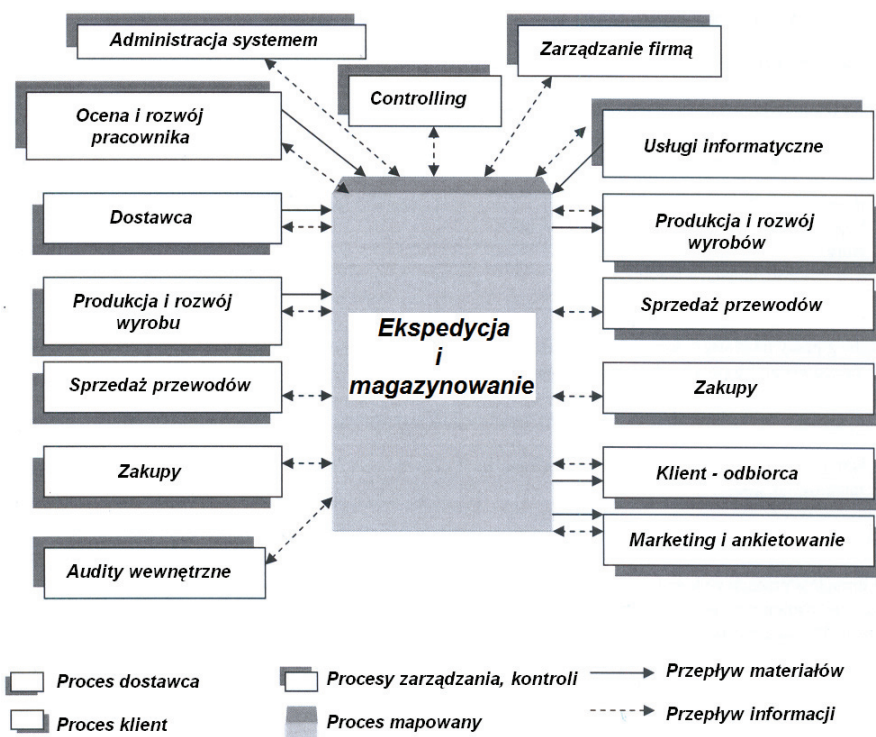 Administracja systemem
Zarządzanie firmą
Controlling
Ocena i rozwój
pracownika
Usługi informatyczne
Dostawca
Produkcja i rozwój
wyrobów
Produkcja i rozwój
wyrobu
Sprzedaż przewodów
Ekspedycja
i
magazynowanie
Sprzedaż przewodów
Zakupy
Zakupy
Klient - odbiorca
Marketing i ankietowanie
Audity wewnętrzne
Proces dostawca
Procesy zarządzania, kontroli
Przepływ materiałów
Proces klient
Proces mapowany
Przepływ informacji